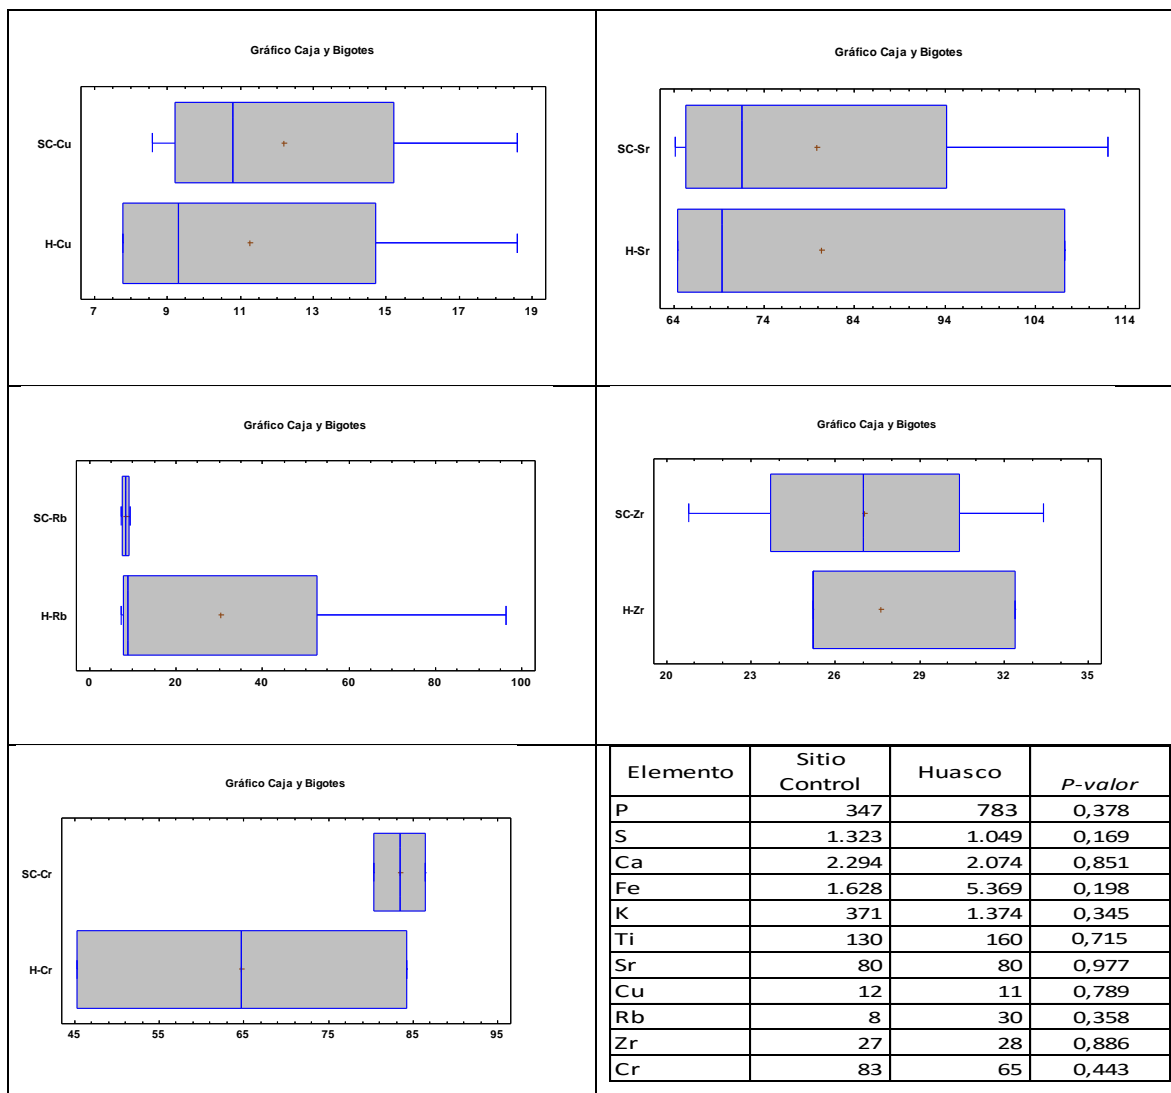 Gráfico Caja y Bigotes
SC-Cu
H-Cu
7 9 11 13 15 17 19
Gráfico Caja y Bigotes
SC-Sr
H-Sr
64 74 84 94 104 114
Gráfico Caja y Bigotes
SC-Rb
H-Rb
0 20 40 60 80 100
Gráfico Caja y Bigotes
SC-Zr
H-Zr
20 23 26 29 32 35
Gráfico Caja y Bigotes
SC-Cr
H-Cr
45 55 65 75 85 95
Elemento Sitio Control Huasco P-valor
P 347 783 0,378
S 1.323 1.049 0,169
Ca 2.294 2.074 0,851
Fe 1.628 5.369 0,198
K 371 1.374 0,345
Ti 130 160 0,715
Sr 80 80 0,977
Cu 12 11 0,789
Rb 8 30 0,358
Zr 27 28 0,886
Cr 83 65 0,443